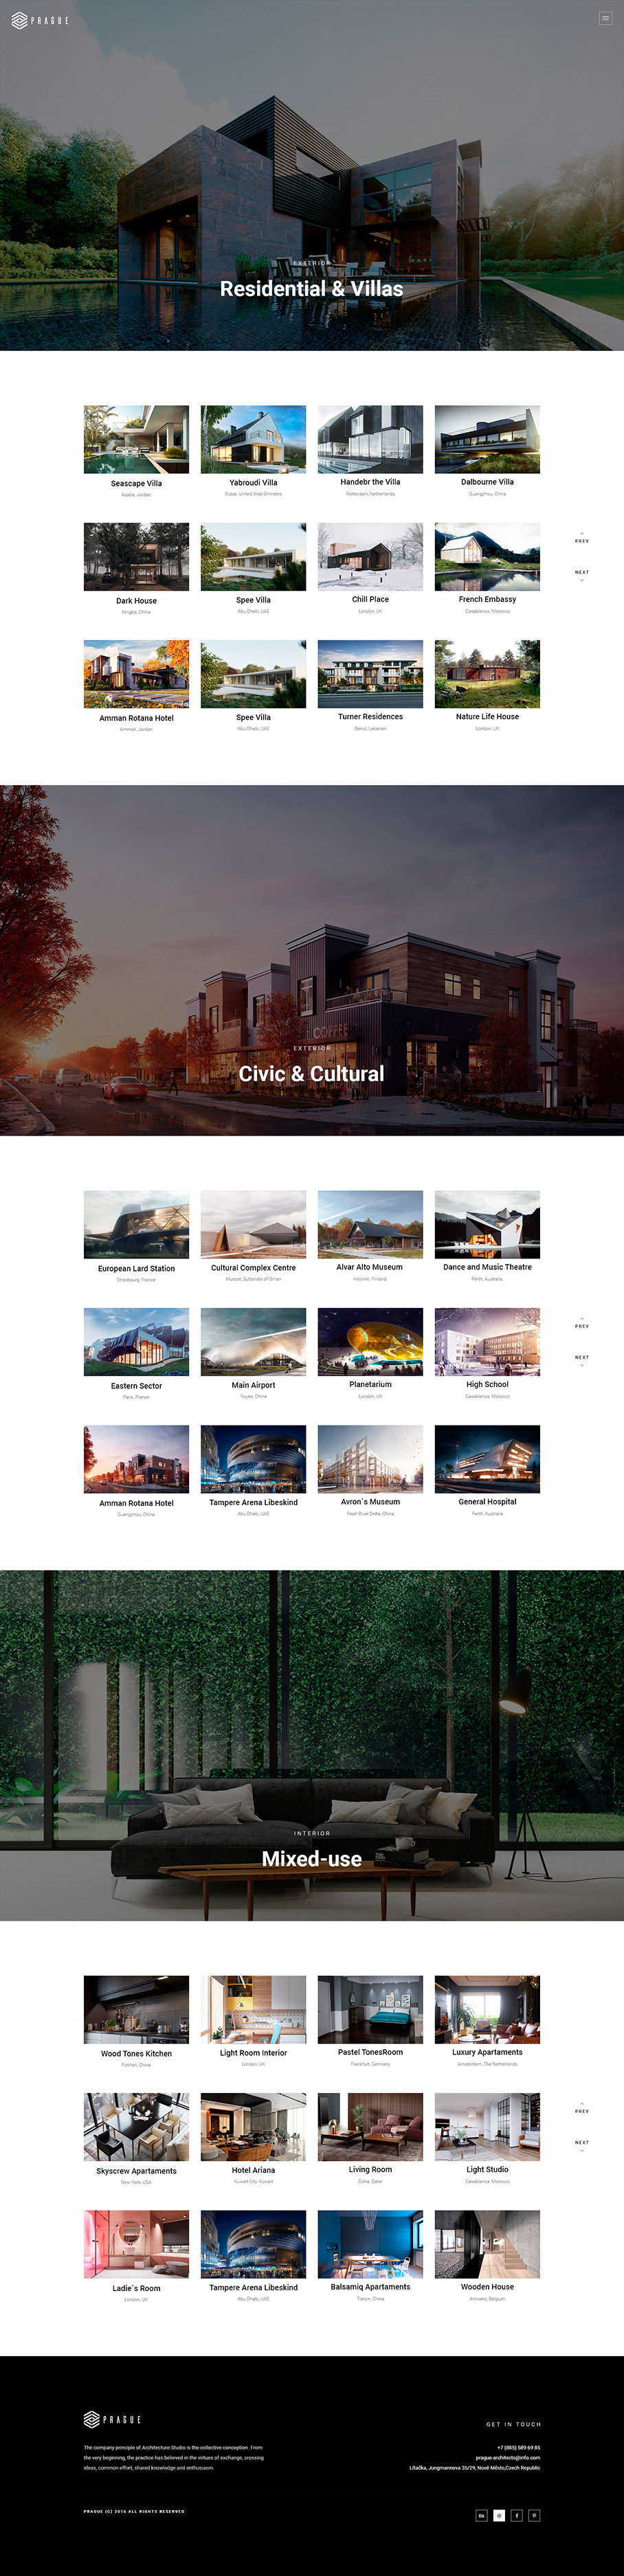 PRAGUE
EXTERIOR
Residential & Villas
Seascape Villa
Aqaba, Jordan
Yabroudi Villa
Dubai, United Arab Emirates
Handebr the Villa
Rotterdam, Netherlands
Dalbourne Villa
Guangzhou, China
Dark House
Ningbo, China
Spee Villa
Abu Dhabi, UAE
Chill Place
London, UK
French Embassy
Casablanca, Morocco
PREV
NEXT
Amman Rotana Hotel
Amman, Jordan
Spee Villa
Abu Dhabi, UAE
Turner Residences
Beirut, Lebanon
Nature Life House
London, UK
COFFEE
EXTERIOR
Civic & Cultural
European Lard Station
Strasbourg, France
Cultural Complex Centre
Muscat, Sultanate of Oman
Alvar Alto Museum
Helsinki, Finland
Dance and Music Theatre
Perth, Australia
Eastern Sector
Paris, France
Main Airport
Yuyao, China
Planetarium
London, UK
High School
Casablanca, Morocco
PREV
NEXT
Amman Rotana Hotel
Guangzhou, China
Tampere Arena Libeskind
Abu Dhabi, UAE
Avron`s Museum
Pearl River Delta, China
General Hospital
Perth, Australia
INTERIOR
Mixed-use
Wood Tones Kitchen
Foshan, China
Light Room Interior
London, UK
Pastel TonesRoom
Frankfurt, Germany
Luxury Apartaments
Amsterdam, The Netherlands
Skyscrew Apartaments
New York, USA
Hotel Ariana
Kuwait City, Kuwait
Living Room
Doha, Qatar
Light Studio
Casablanca, Morocco
PREV
NEXT
Ladie`s Room
London, UK
Tampere Arena Libeskind
Abu Dhabi, UAE
Balsamiq Apartaments
Tianjin, China
Wooden House
Antwerp, Belgium
PRAGUE
The company principle of Architecture-Studio is the collective conception. From
the very beginning, the practice has believed in the virtues of exchange, crossing
ideas, common effort, shared knowledge and enthusiasm.
GET IN TOUCH
+7 (885) 589 69 85
prague-architects@info.com
Lítačka, Jungmannova 35/29, Nové Město,Czech Republic
PRAGUE (C) 2016 ALL RIGHTS RESERVED
Bē